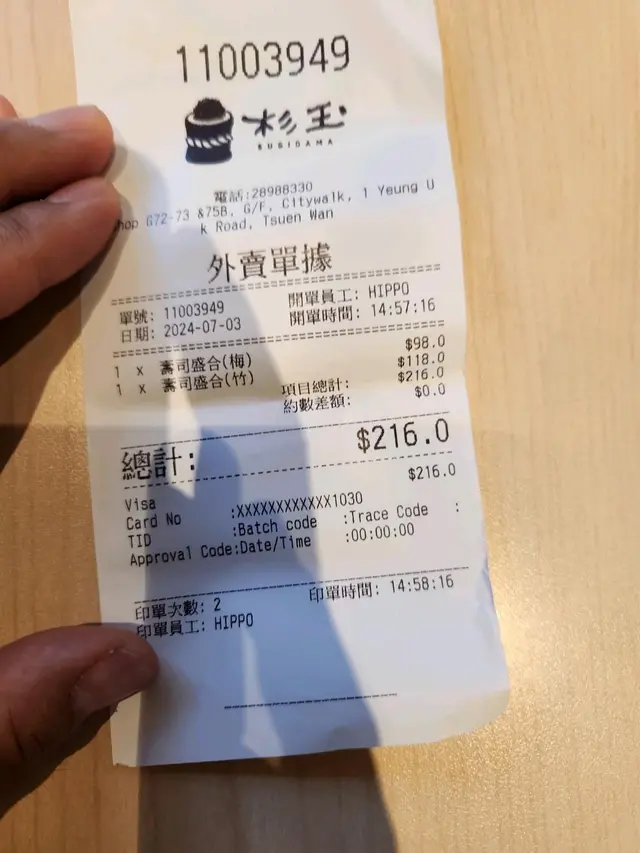 11003949
杉玉
SUGIDAMA
電話:28988330
hop G72-73 &75B, G/F, Citywalk, 1 Yeung U
k Road, Tsuen Wan
外賣單據
單號: 11003949 開單員工: HIPPO
日期: 2024-07-03 開單時間: 14:57:16
1 x 壽司盛合(梅) $98.0
1 x 壽司盛合(竹) $118.0
項目總計: $216.0
約數差額: $0.0
總計: $216.0
Visa $216.0
Card No :XXXXXXXXXXXX1030
TID :Batch code :Trace Code :
Approval Code:Date/Time :00:00:00
印單次數: 2 印單時間: 14:58:16
印單員工: HIPPO